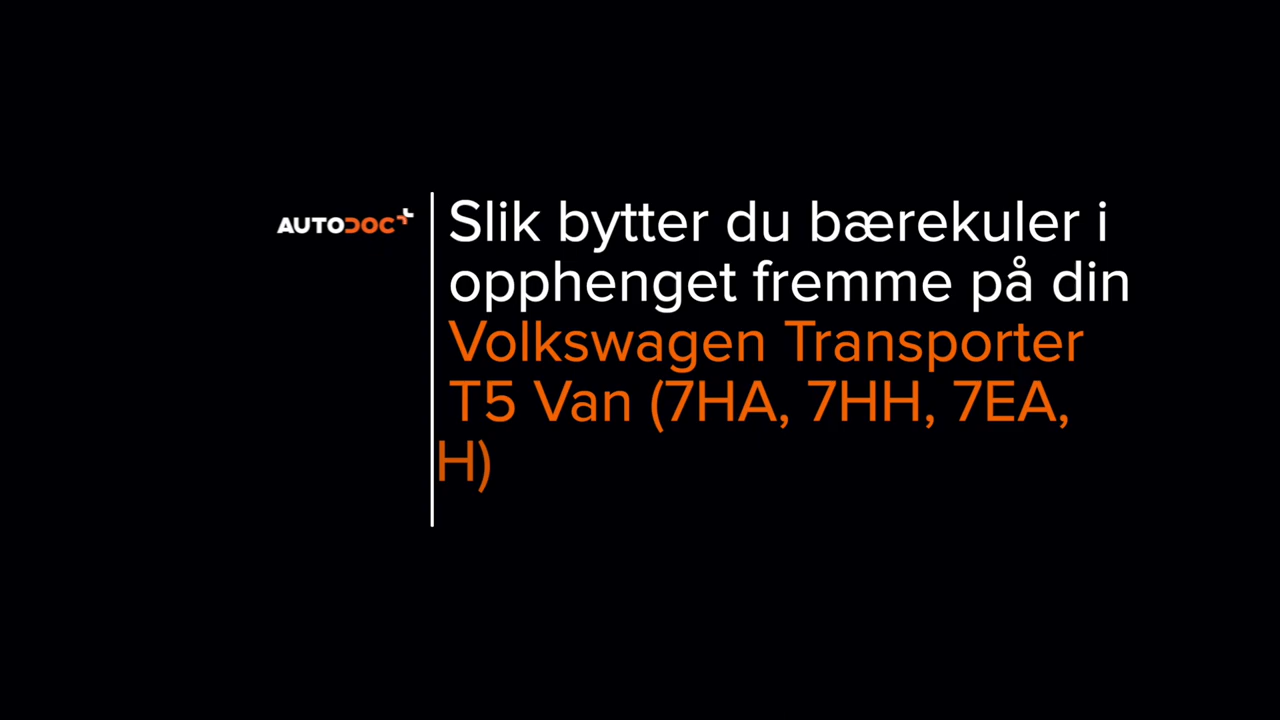 AUTODOC
Slik bytter du bærekuler i
opphenget fremme på din
Volkswagen Transporter
T5 Van (7HA, 7HH, 7EA,
H)